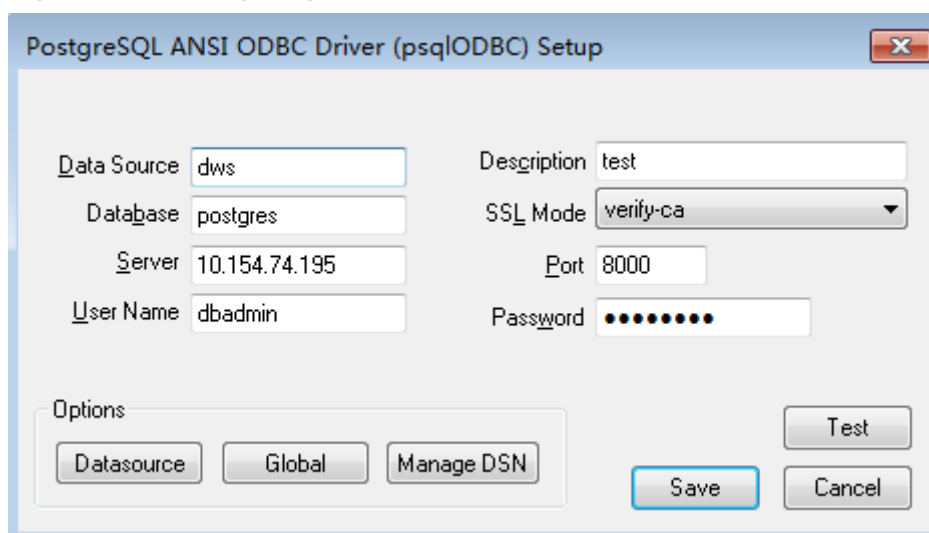 PostgreSQL ANSI ODBC Driver (psqlODBC) Setup
Data Source dws Description test
Database postgres SSL Mode verify-ca
Server 10.154.74.195 Port 8000
User Name dbadmin Password ●●●●●●●●
Options
Test
Datasource Global Manage DSN
Save Cancel